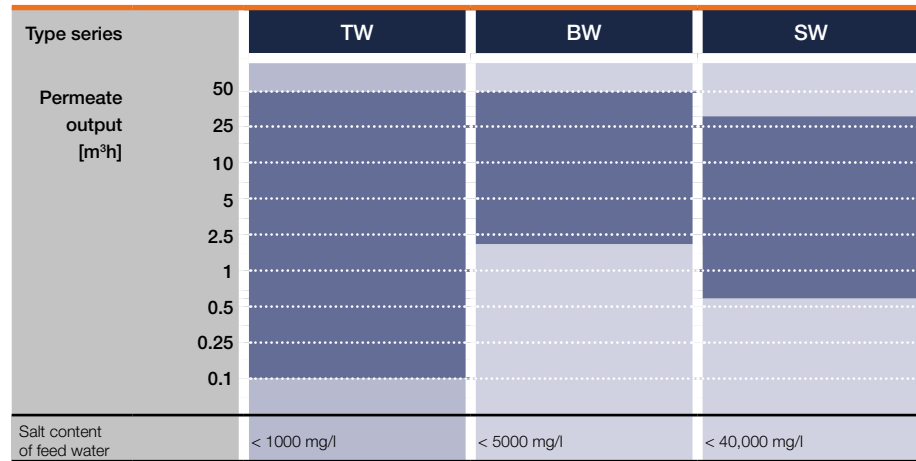 Type series TW BW SW
Permeate
output
[m³h]
50
25
10
5
2.5
1
0.5
0.25
0.1
Salt content
of feed water
< 1000 mg/l < 5000 mg/l < 40,000 mg/l